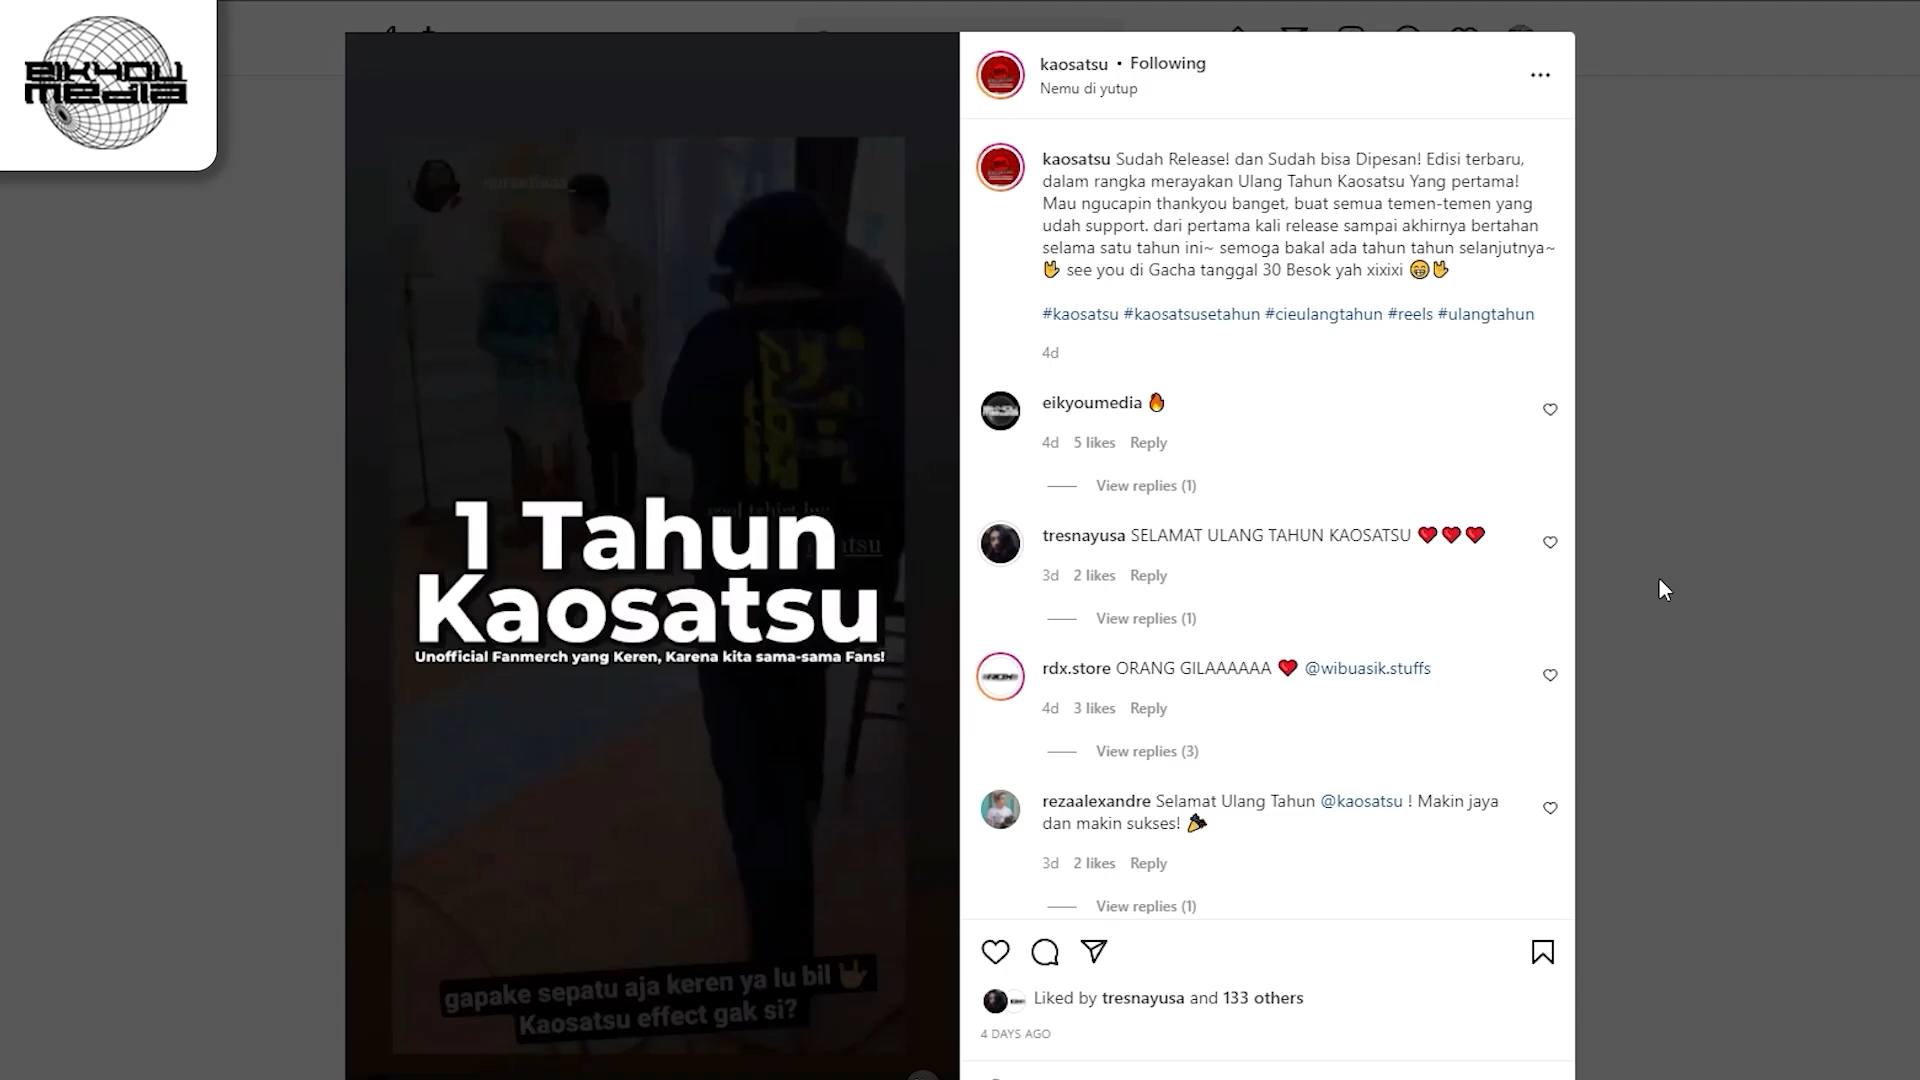 EIKYOU
MEDIA
kaosatsu • Following
Nemu di yutup
kaosatsu Sudah Release! dan Sudah bisa Dipesan! Edisi terbaru,
dalam rangka merayakan Ulang Tahun Kaosatsu Yang pertama!
Mau ngucapin thankyou banget, buat semua temen-temen yang
udah support. dari pertama kali release sampai akhirnya bertahan
selama satu tahun ini~ semoga bakal ada tahun tahun selanjutnya~
🤟 see you di Gacha tanggal 30 Besok yah xixixi 😁🤟
#kaosatsu #kaosatsusetahun #cieulangtahun #reels #ulangtahun
4d
eikyoumedia 🔥
4d 5 likes Reply
View replies (1)
tresnayusa SELAMAT ULANG TAHUN KAOSATSU ❤️❤️❤️
3d 2 likes Reply
View replies (1)
rdx.store ORANG GILAAAAAA ❤️ @wibuasik.stuffs
4d 3 likes Reply
View replies (3)
rezaalexandre Selamat Ulang Tahun @kaosatsu ! Makin jaya
dan makin sukses! 🎉
3d 2 likes Reply
View replies (1)
Liked by tresnayusa and 133 others
4 DAYS AGO
1 Tahun
Kaosatsu
Unofficial Fanmerch yang Keren, Karena kita sama-sama Fans!
gapake sepatu aja keren ya lu bil 🤟
Kaosatsu effect gak si?